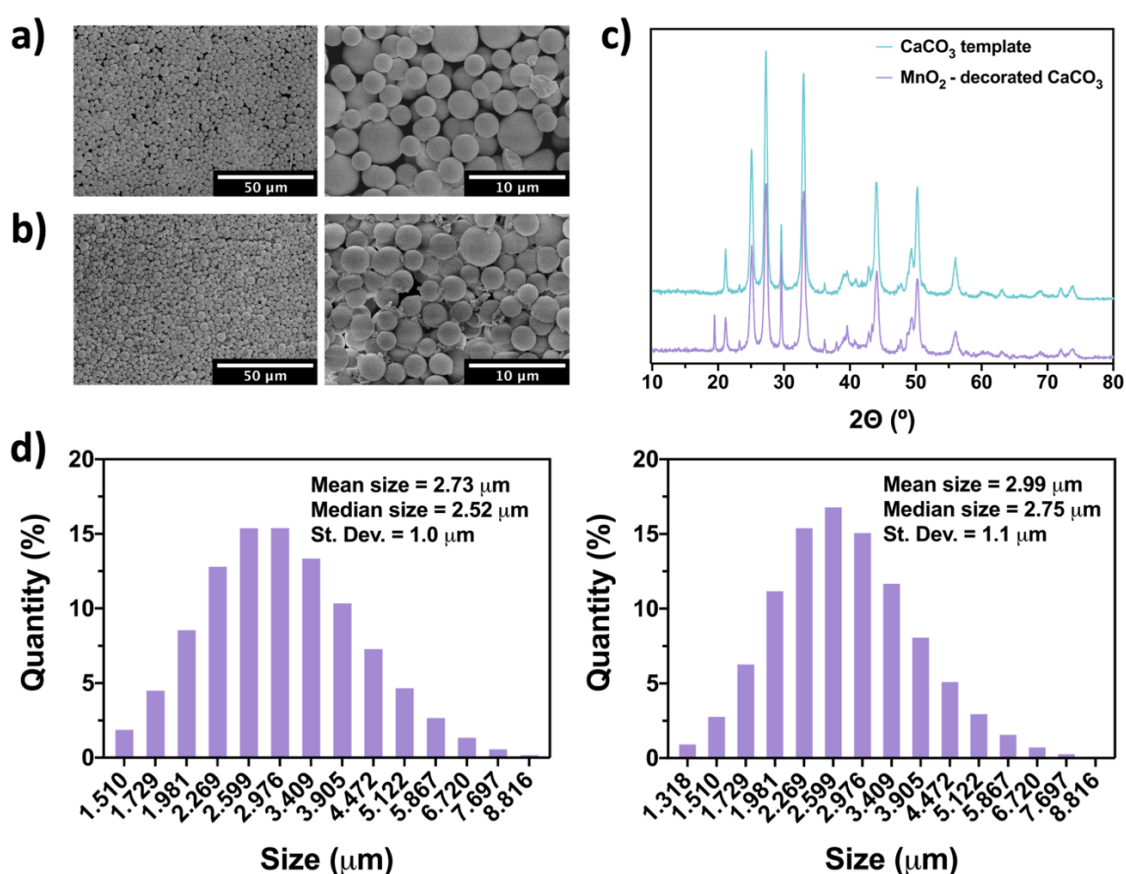 a)
50 µm
10 µm
b)
50 µm
10 µm
c)
CaCO3 template
MnO2 - decorated CaCO3
10 20 30 40 50 60 70 80
2Θ (º)
d)
Quantity (%)
20
15
10
5
0
Mean size = 2.73 µm
Median size = 2.52 µm
St. Dev. = 1.0 µm
1.510 1.729 1.981 2.269 2.599 2.976 3.409 3.905 4.472 5.122 5.867 6.720 7.697 8.816
Size (µm)
Quantity (%)
20
15
10
5
0
Mean size = 2.99 µm
Median size = 2.75 µm
St. Dev. = 1.1 µm
1.318 1.510 1.729 1.981 2.269 2.599 2.976 3.409 3.905 4.472 5.122 5.867 6.720 7.697 8.816
Size (µm)